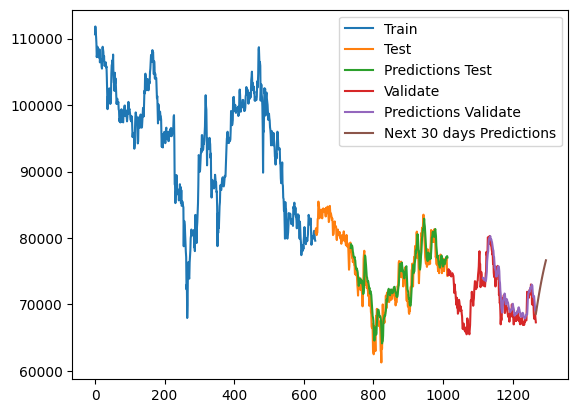 110000
100000
90000
80000
70000
60000
0
200
400
600
800
1000
1200
Train
Test
Predictions Test
Validate
Predictions Validate
Next 30 days Predictions